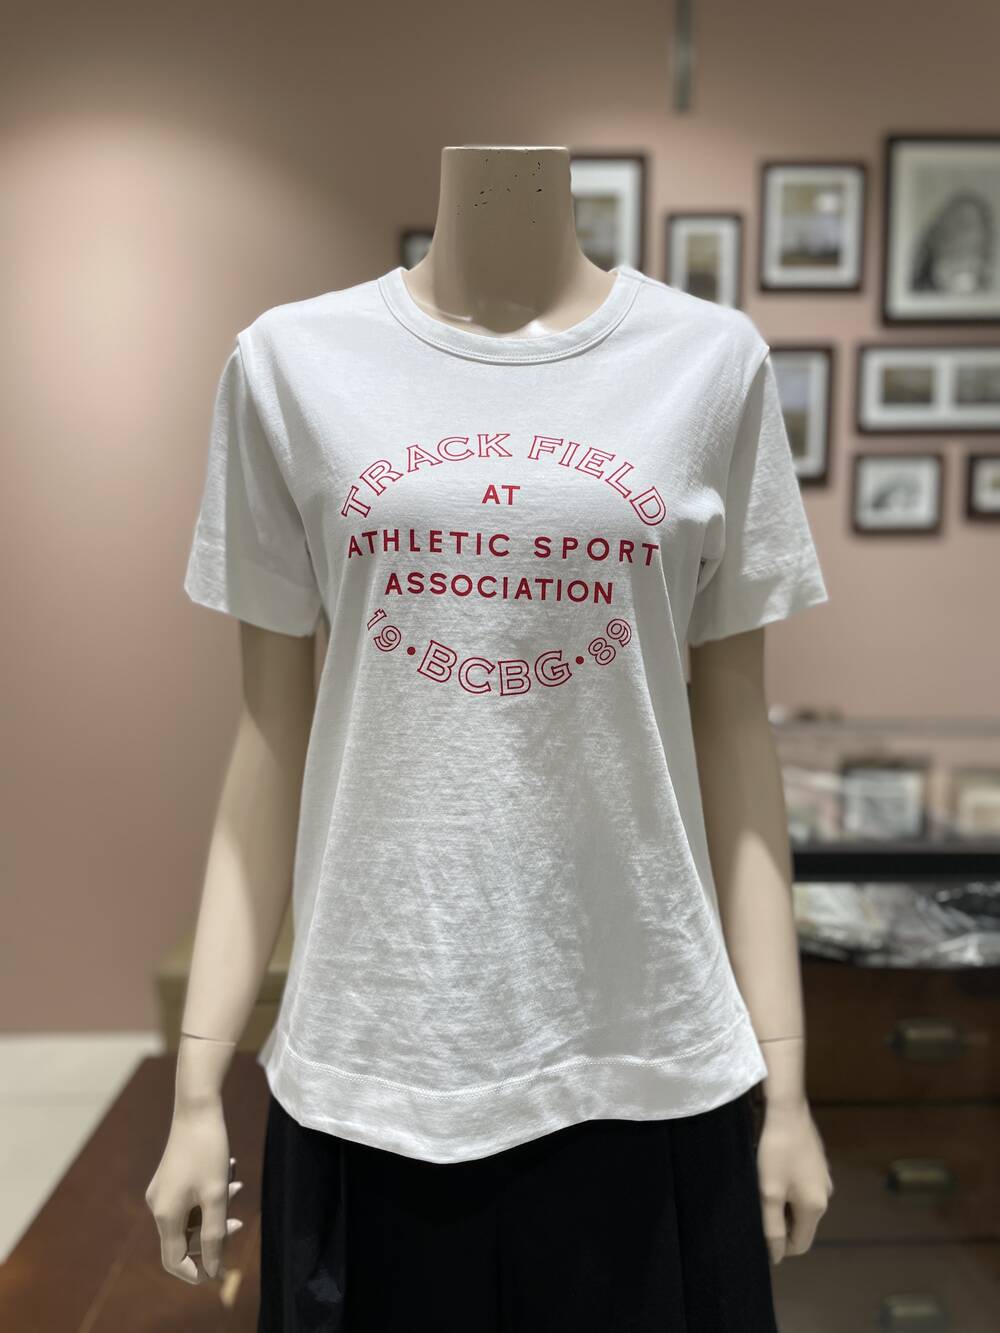 TRACK FIELD
AT
ATHLETIC SPORT
ASSOCIATION
19•BCBG•89